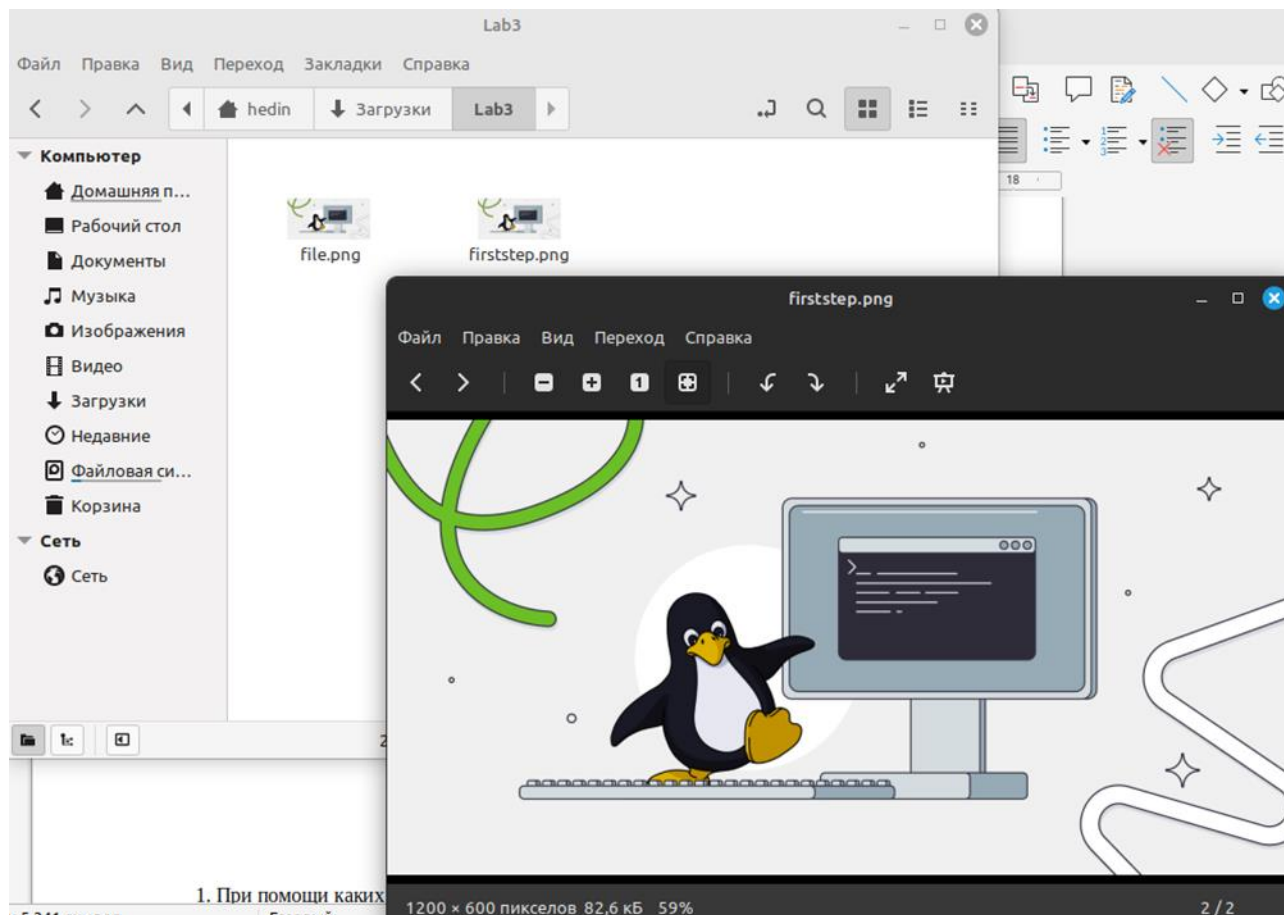 Lab3
Файл Правка Вид Переход Закладки Справка
hedin Загрузки Lab3
Компьютер
Домашняя п...
Рабочий стол
Документы
Музыка
Изображения
Видео
Загрузки
Недавние
Файловая си...
Корзина
Сеть
Сеть
file.png firststep.png
18
firststep.png
Файл Правка Вид Переход Справка
1200 × 600 пикселов 82,6 кБ 59% 2 / 2
2
1. При помощи каких